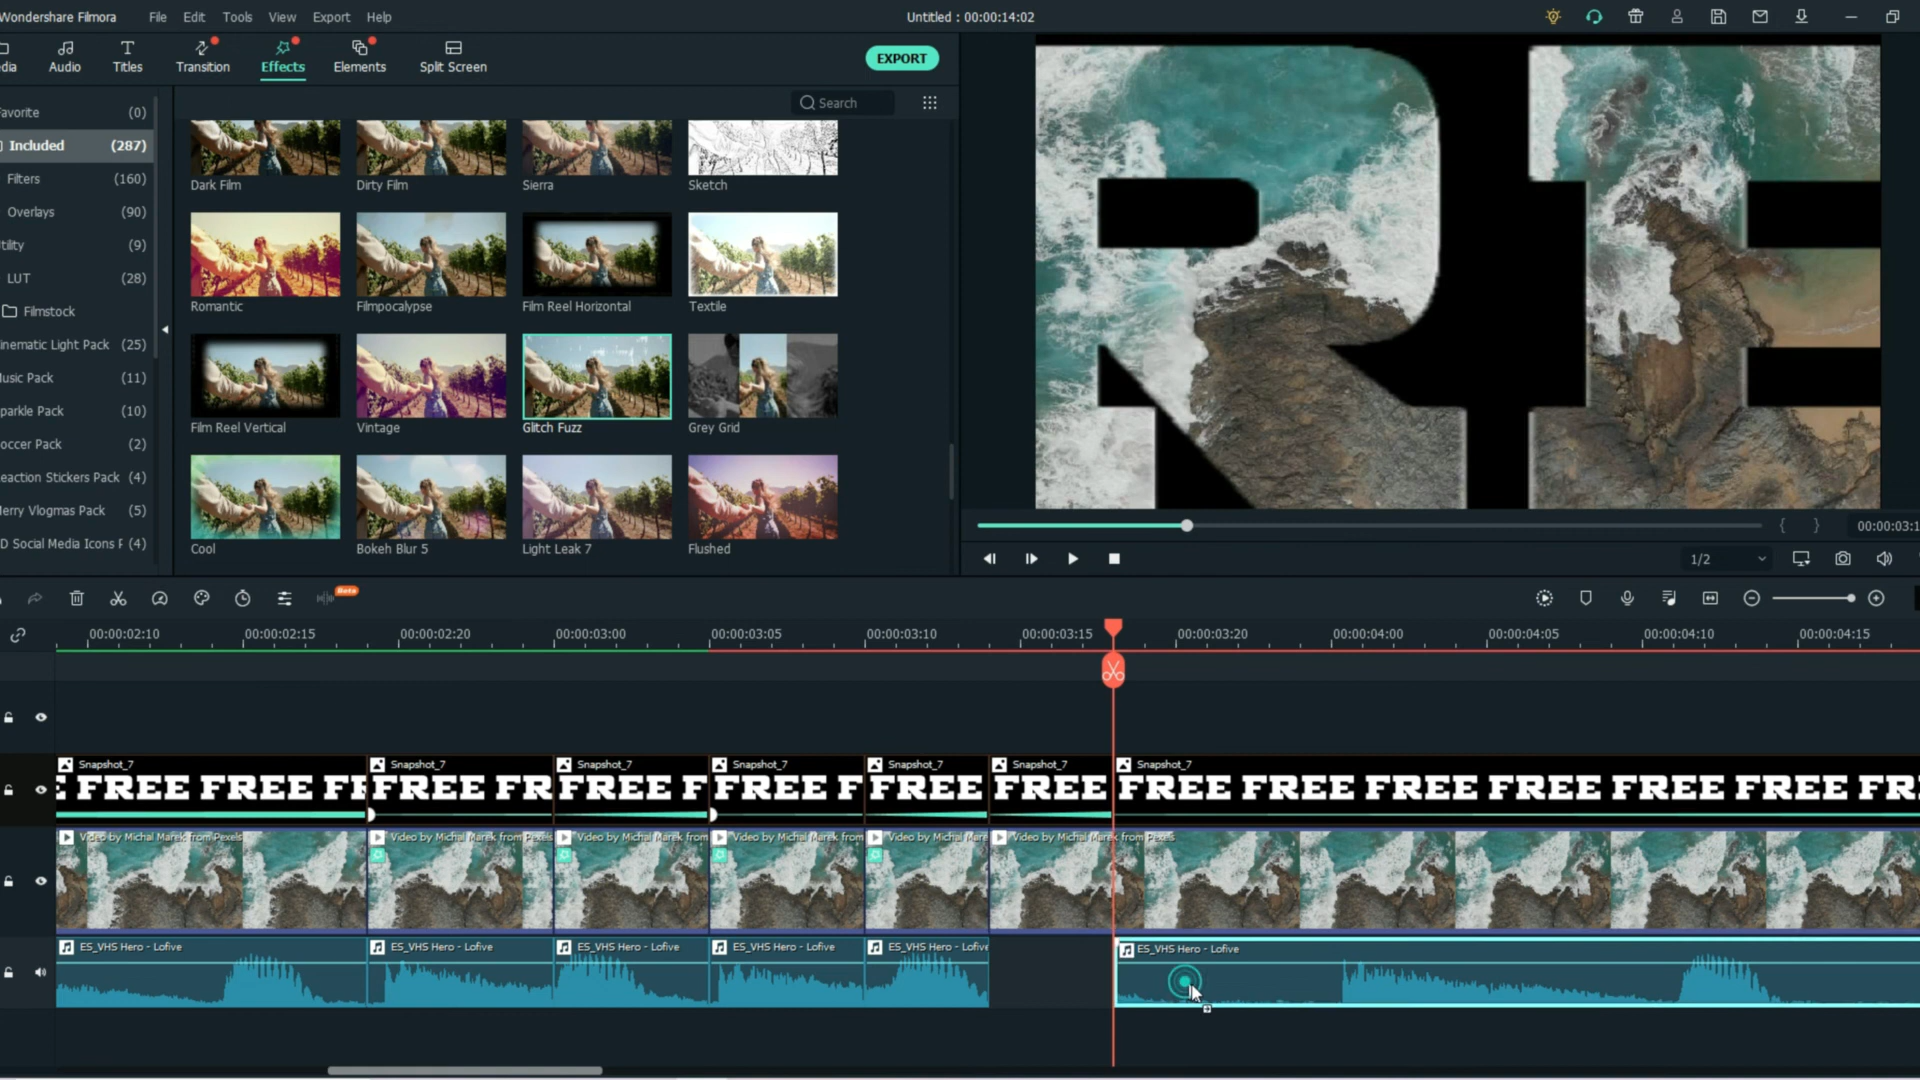 Wondershare Filmora File Edit Tools View Export Help Untitled : 00:00:14:02
dia Audio Titles Transition Effects Elements Split Screen EXPORT
Search
avorite (0)
Included (287)
Filters (160)
Overlays (90)
tility (9)
LUT (28)
Filmstock
inematic Light Pack (25)
usic Pack (11)
parkle Pack (10)
occer Pack (2)
eaction Stickers Pack (4)
erry Vlogmas Pack (5)
D Social Media Icons F (4)
Dark Film Dirty Film Sierra Sketch
Romantic Filmpocalypse Film Reel Horizontal Textile
Film Reel Vertical Vintage Glitch Fuzz Grey Grid
Cool Bokeh Blur 5 Light Leak 7 Flushed
RE
{ } 00:00:03:1
1/2
Beta
00:00:02:10 00:00:02:15 00:00:02:20 00:00:03:00 00:00:03:05 00:00:03:10 00:00:03:15 00:00:03:20 00:00:04:00 00:00:04:05 00:00:04:10 00:00:04:15
Snapshot_7 Snapshot_7 Snapshot_7 Snapshot_7 Snapshot_7 Snapshot_7 Snapshot_7
E FREE FREE FR FREE FR FREE F FREE F FREE FREE FREE FREE FREE FREE FREE FREE FR
Video by Michal Marek from Pexels Video by Michal Marek from Pexels Video by Michal Marek from Video by Michal Marek from Video by Michal Mare Video by Michal Marek from Pexels
ES_VHS Hero - Lofive ES_VHS Hero - Lofive ES_VHS Hero - Lofive ES_VHS Hero - Lofive ES_VHS Hero - Lofive ES_VHS Hero - Lofive